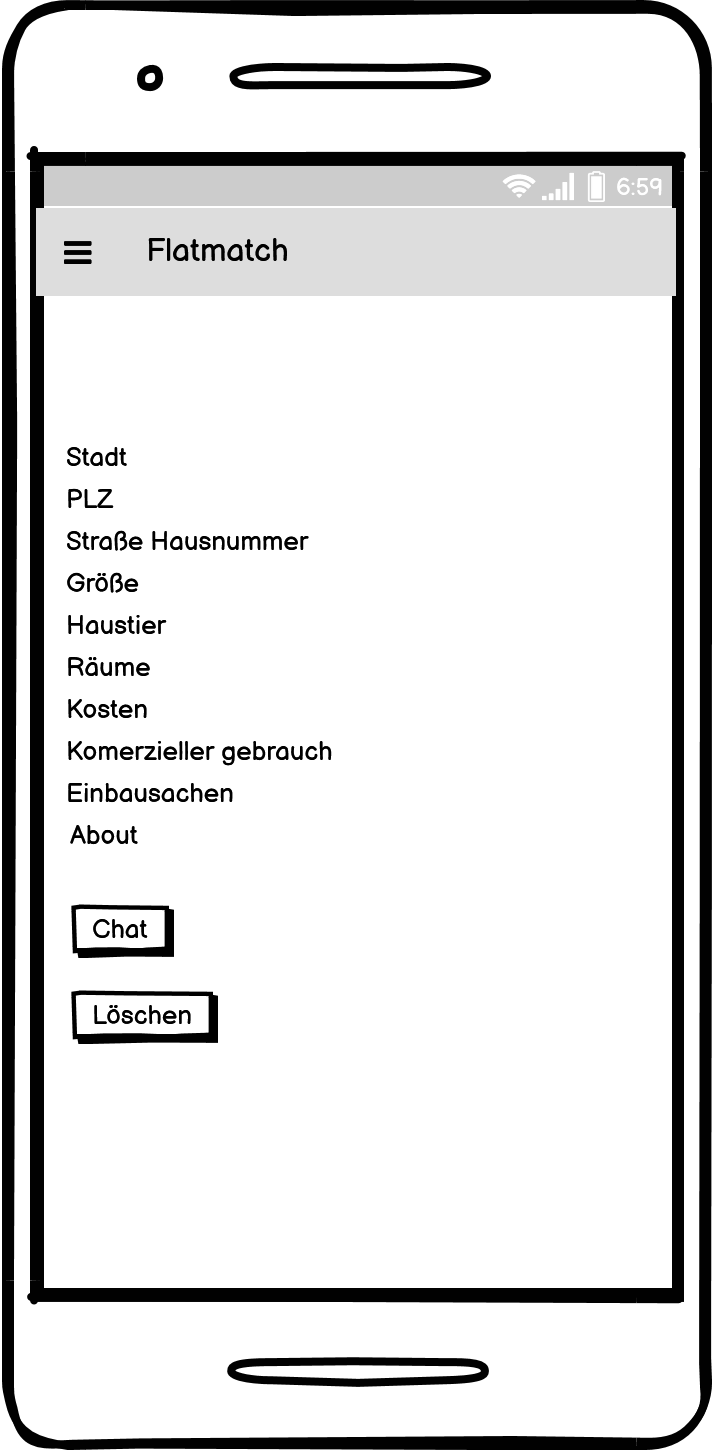 6:59
Flatmatch
Stadt
PLZ
Straße Hausnummer
Größe
Haustier
Räume
Kosten
Komerzieller gebrauch
Einbausachen
About
Chat
Löschen